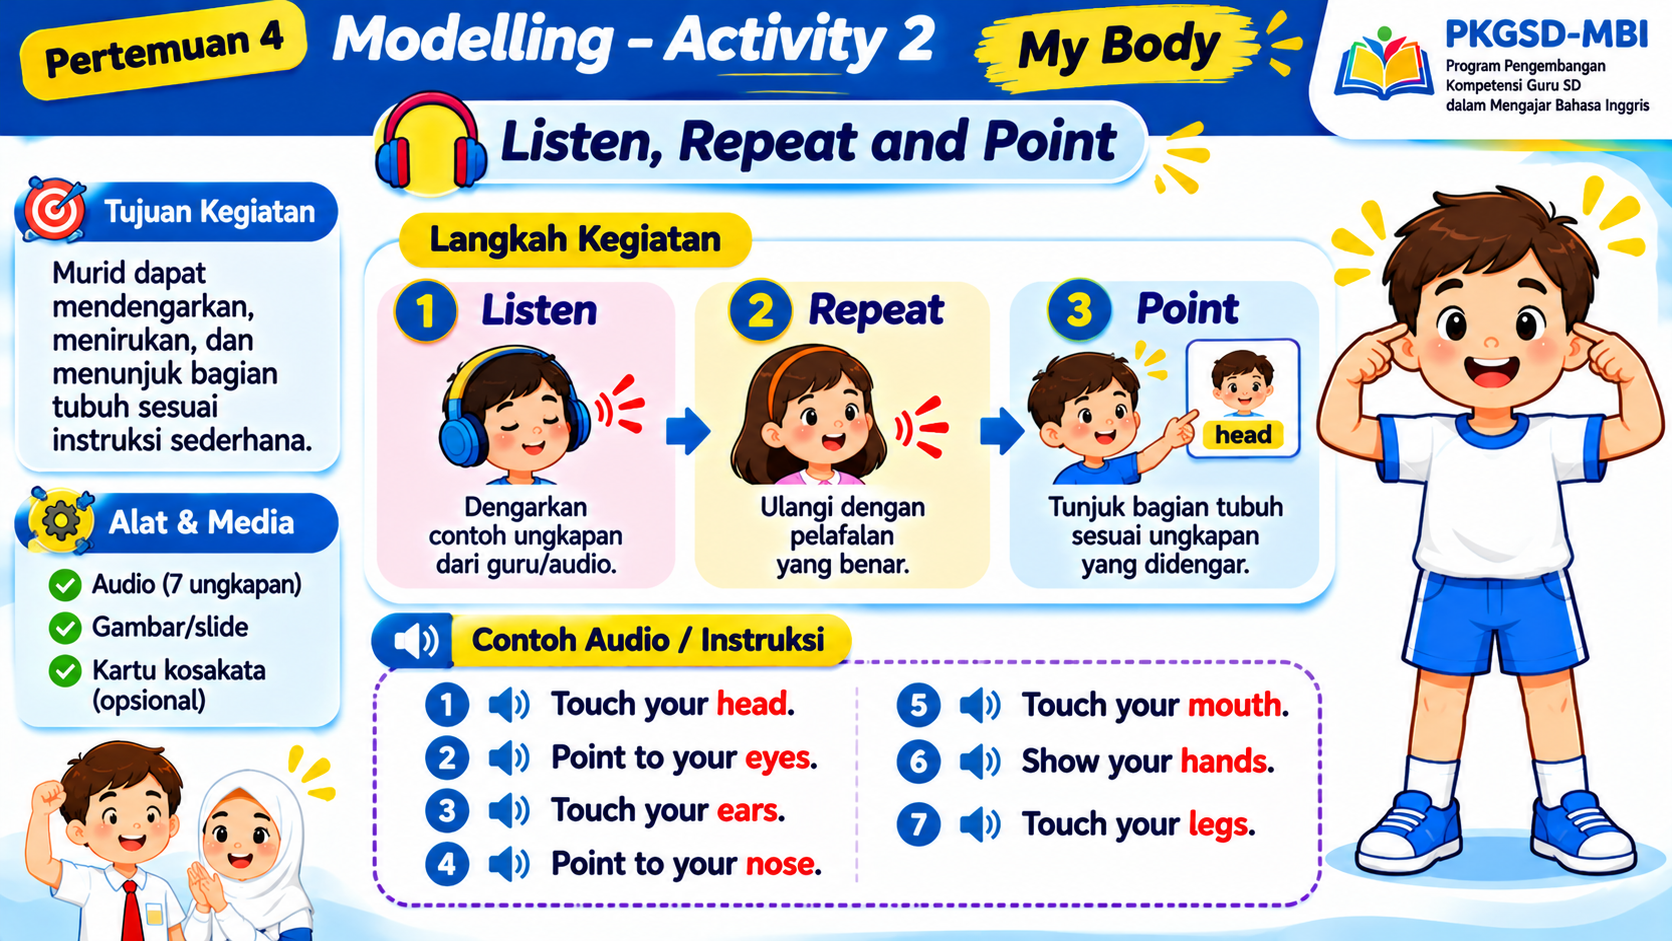 Pertemuan 4
Modelling - Activity 2
My Body
PKGSD-MBI
Program Pengembangan
Kompetensi Guru SD
dalam Mengajar Bahasa Inggris
Listen, Repeat and Point
Tujuan Kegiatan
Murid dapat
mendengarkan,
menirukan, dan
menunjuk bagian
tubuh sesuai
instruksi sederhana.
Alat & Media
Audio (7 ungkapan)
Gambar/slide
Kartu kosakata
(opsional)
Langkah Kegiatan
1 Listen
Dengarkan
contoh ungkapan
dari guru/audio.
2 Repeat
Ulangi dengan
pelafalan
yang benar.
3 Point
head
Tunjuk bagian tubuh
sesuai ungkapan
yang didengar.
Contoh Audio / Instruksi
1 Touch your head.
2 Point to your eyes.
3 Touch your ears.
4 Point to your nose.
5 Touch your mouth.
6 Show your hands.
7 Touch your legs.